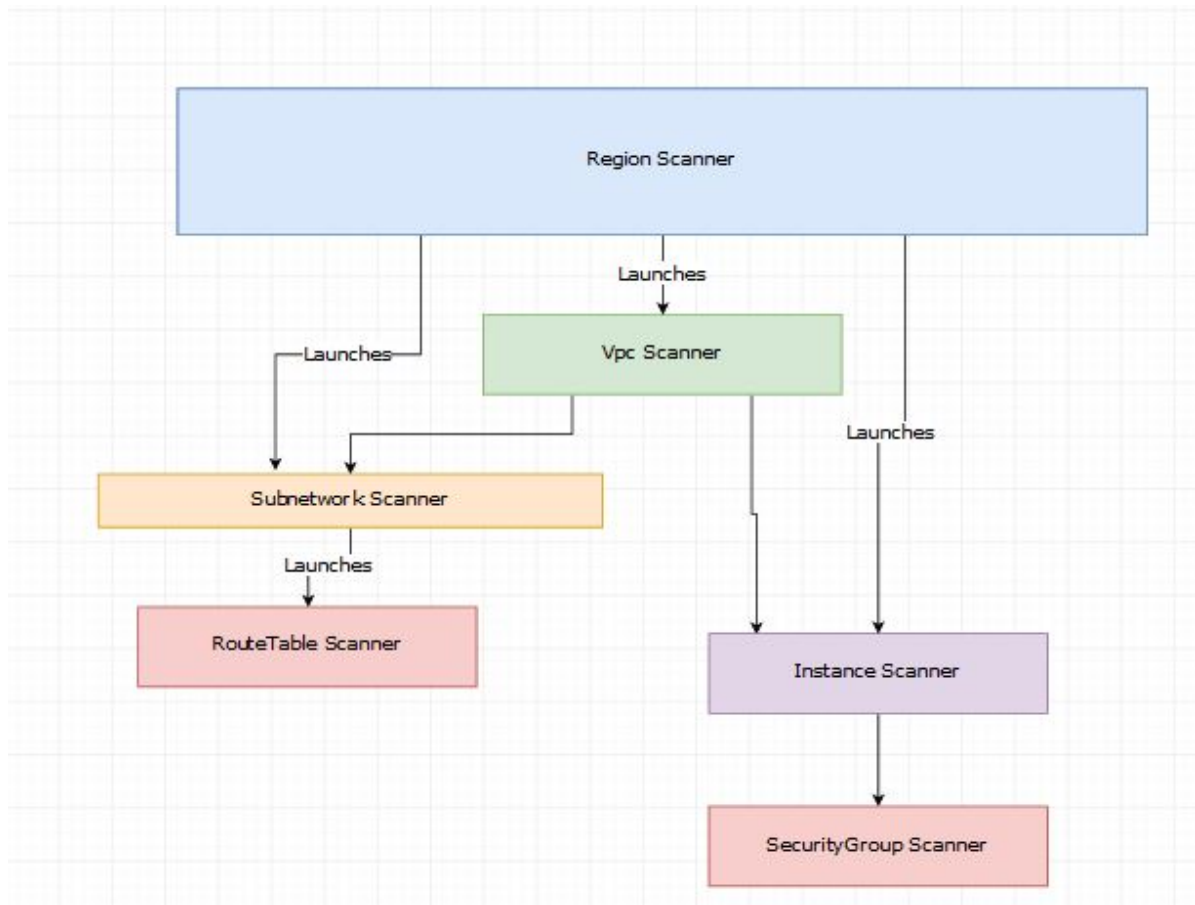 Region Scanner
Launches
Vpc Scanner
Launches
Launches
Subnetwork Scanner
Launches
RouteTable Scanner
Instance Scanner
SecurityGroup Scanner